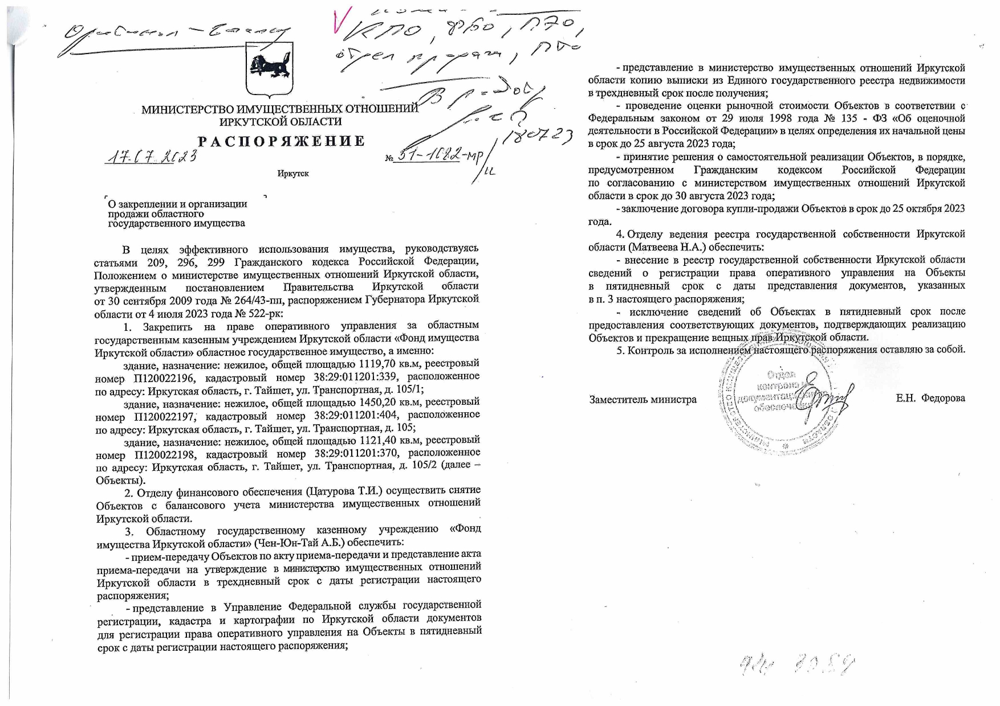 КПО, ФЭО, ПЭО,
отдел продаж, ПБО
В работу
180723
МИНИСТЕРСТВО ИМУЩЕСТВЕННЫХ ОТНОШЕНИЙ
ИРКУТСКОЙ ОБЛАСТИ
РАСПОРЯЖЕНИЕ
17.07.2023 № 51-1022-мр/и
Иркутск
О закреплении и организации
продажи областного
государственного имущества
В целях эффективного использования имущества, руководствуясь
статьями 209, 296, 299 Гражданского кодекса Российской Федерации,
Положением о министерстве имущественных отношений Иркутской области,
утвержденным постановлением Правительства Иркутской области
от 30 сентября 2009 года № 264/43-пп, распоряжением Губернатора Иркутской
области от 4 июля 2023 года № 522-рк:
1. Закрепить на праве оперативного управления за областным
государственным казенным учреждением Иркутской области «Фонд имущества
Иркутской области» областное государственное имущество, а именно:
здание, назначение: нежилое, общей площадью 1119,70 кв.м, реестровый
номер П120022196, кадастровый номер 38:29:011201:339, расположенное
по адресу: Иркутская область, г. Тайшет, ул. Транспортная, д. 105/1;
здание, назначение: нежилое, общей площадью 1450,20 кв.м, реестровый
номер П120022197, кадастровый номер 38:29:011201:404, расположенное
по адресу: Иркутская область, г. Тайшет, ул. Транспортная, д. 105;
здание, назначение: нежилое, общей площадью 1121,40 кв.м, реестровый
номер П120022198, кадастровый номер 38:29:011201:370, расположенное
по адресу: Иркутская область, г. Тайшет, ул. Транспортная, д. 105/2 (далее –
Объекты).
2. Отделу финансового обеспечения (Цатурова Т.И.) осуществить снятие
Объектов с балансового учета министерства имущественных отношений
Иркутской области.
3. Областному государственному казенному учреждению «Фонд
имущества Иркутской области» (Чен-Юн-Тай А.Б.) обеспечить:
- прием-передачу Объектов по акту приема-передачи и представление акта
приема-передачи на утверждение в министерство имущественных отношений
Иркутской области в трехдневный срок с даты регистрации настоящего
распоряжения;
- представление в Управление Федеральной службы государственной
регистрации, кадастра и картографии по Иркутской области документов
для регистрации права оперативного управления на Объекты в пятидневный
срок с даты регистрации настоящего распоряжения;
- представление в министерство имущественных отношений Иркутской
области копию выписки из Единого государственного реестра недвижимости
в трехдневный срок после получения;
- проведение оценки рыночной стоимости Объектов в соответствии с
Федеральным законом от 29 июля 1998 года № 135 - ФЗ «Об оценочной
деятельности в Российской Федерации» в целях определения их начальной цены
в срок до 25 августа 2023 года;
- принятие решения о самостоятельной реализации Объектов, в порядке,
предусмотренном Гражданским кодексом Российской Федерации
по согласованию с министерством имущественных отношений Иркутской
области в срок до 30 августа 2023 года;
- заключение договора купли-продажи Объектов в срок до 25 октября 2023
года.
4. Отделу ведения реестра государственной собственности Иркутской
области (Матвеева Н.А.) обеспечить:
- внесение в реестр государственной собственности Иркутской области
сведений о регистрации права оперативного управления на Объекты
в пятидневный срок с даты представления документов, указанных
в п. 3 настоящего распоряжения;
- исключение сведений об Объектах в пятидневный срок после
предоставления соответствующих документов, подтверждающих реализацию
Объектов и прекращение вещных прав Иркутской области.
5. Контроль за исполнением настоящего распоряжения оставляю за собой.
Отдел
контроля и
документационного
обеспечения
Заместитель министра Е.Н. Федорова